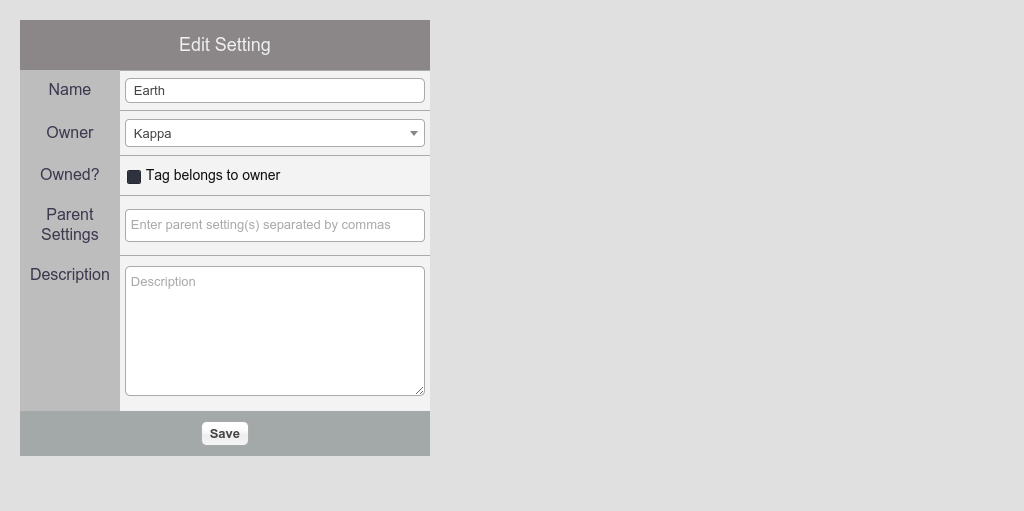 Edit Setting
Name
Earth
Owner
Kappa
Owned?
Tag belongs to owner
Parent
Settings
Enter parent setting(s) separated by commas
Description
Description
Save